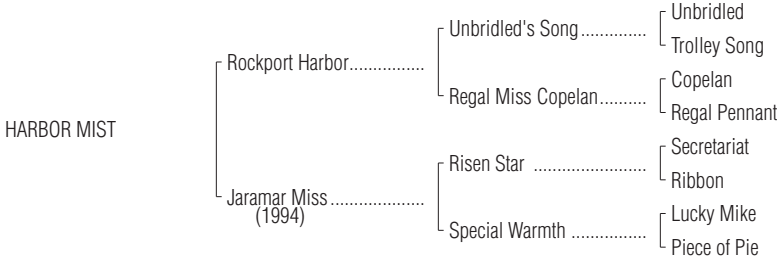 Unbridled
Unbridled's Song..............
Trolley Song
Rockport Harbor................
Copelan
Regal Miss Copelan..........
Regal Pennant
HARBOR MIST
Secretariat
Risen Star ........................
Ribbon
Jaramar Miss ....................
(1994)
Lucky Mike
Special Warmth ................
Piece of Pie